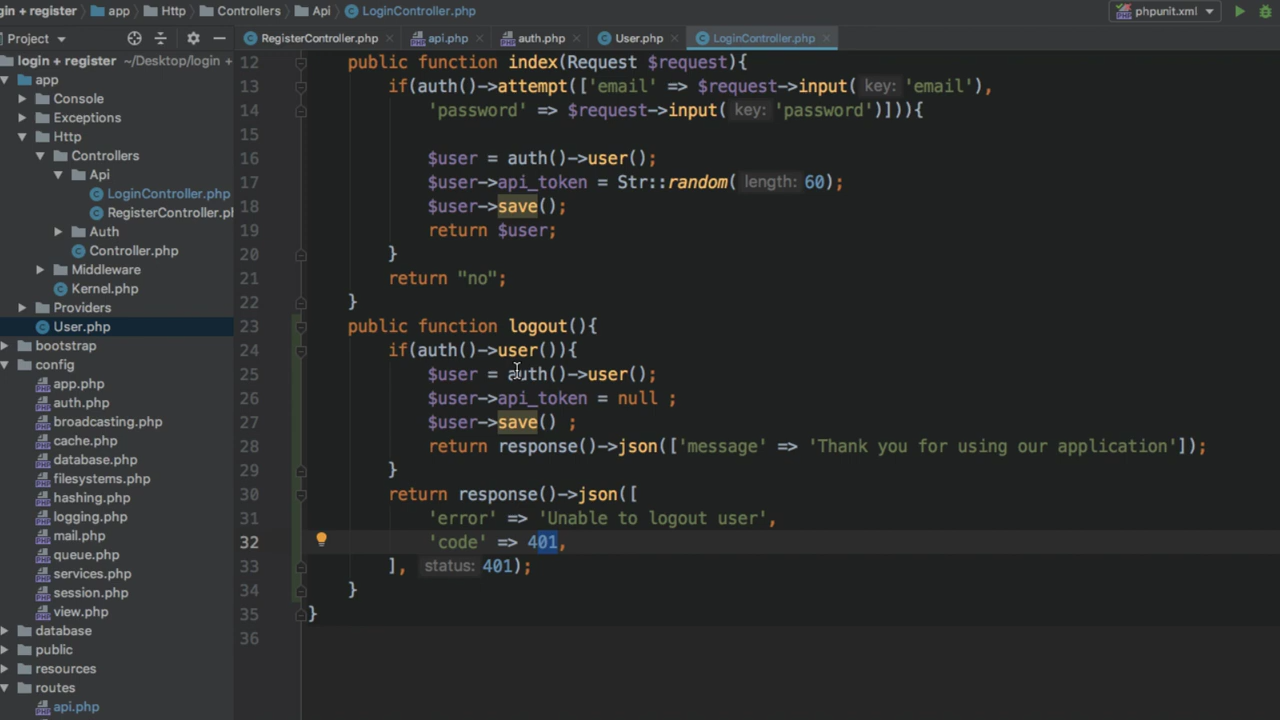 gin + register › app › Http › Controllers › Api › LoginController.php
phpunit.xml
Project
RegisterController.php
api.php
auth.php
User.php
LoginController.php
login + register ~/Desktop/login +
app
Console
Exceptions
Http
Controllers
Api
LoginController.php
RegisterController.ph
Auth
Controller.php
Middleware
Kernel.php
Providers
User.php
bootstrap
config
app.php
auth.php
broadcasting.php
cache.php
database.php
filesystems.php
hashing.php
logging.php
mail.php
queue.php
services.php
session.php
view.php
database
public
resources
routes
api.php
12 public function index(Request $request){
13 if(auth()->attempt(['email' => $request->input( key: 'email'),
14 'password' => $request->input( key: 'password')])){
15
16 $user = auth()->user();
17 $user->api_token = Str::random( length: 60);
18 $user->save();
19 return $user;
20 }
21 return "no";
22 }
23 public function logout(){
24 if(auth()->user()){
25 $user = auth()->user();
26 $user->api_token = null ;
27 $user->save() ;
28 return response()->json(['message' => 'Thank you for using our application']);
29 }
30 return response()->json([
31 'error' => 'Unable to logout user',
32 'code' => 401,
33 ], status: 401);
34 }
35 }
36